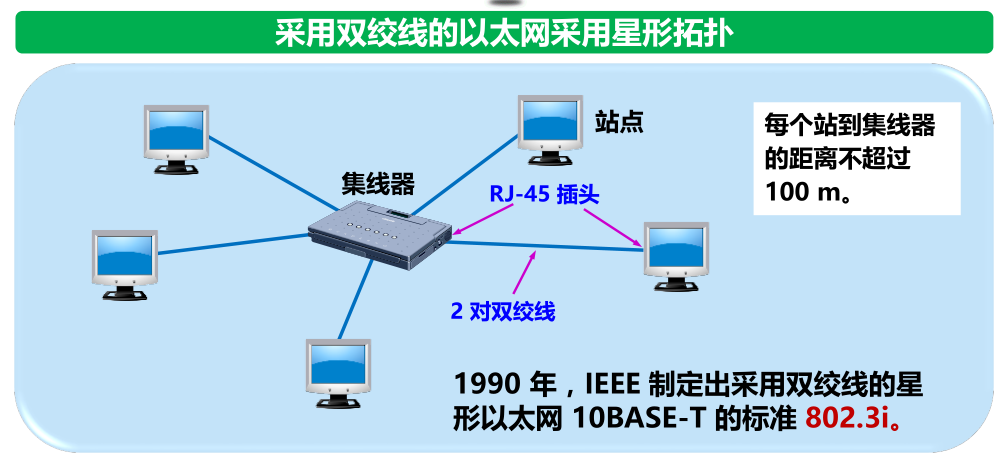 采用双绞线的以太网采用星形拓扑
站点
每个站到集线器
的距离不超过
100 m。
集线器
RJ-45 插头
2 对双绞线
1990 年，IEEE 制定出采用双绞线的星
形以太网 10BASE-T 的标准 802.3i。